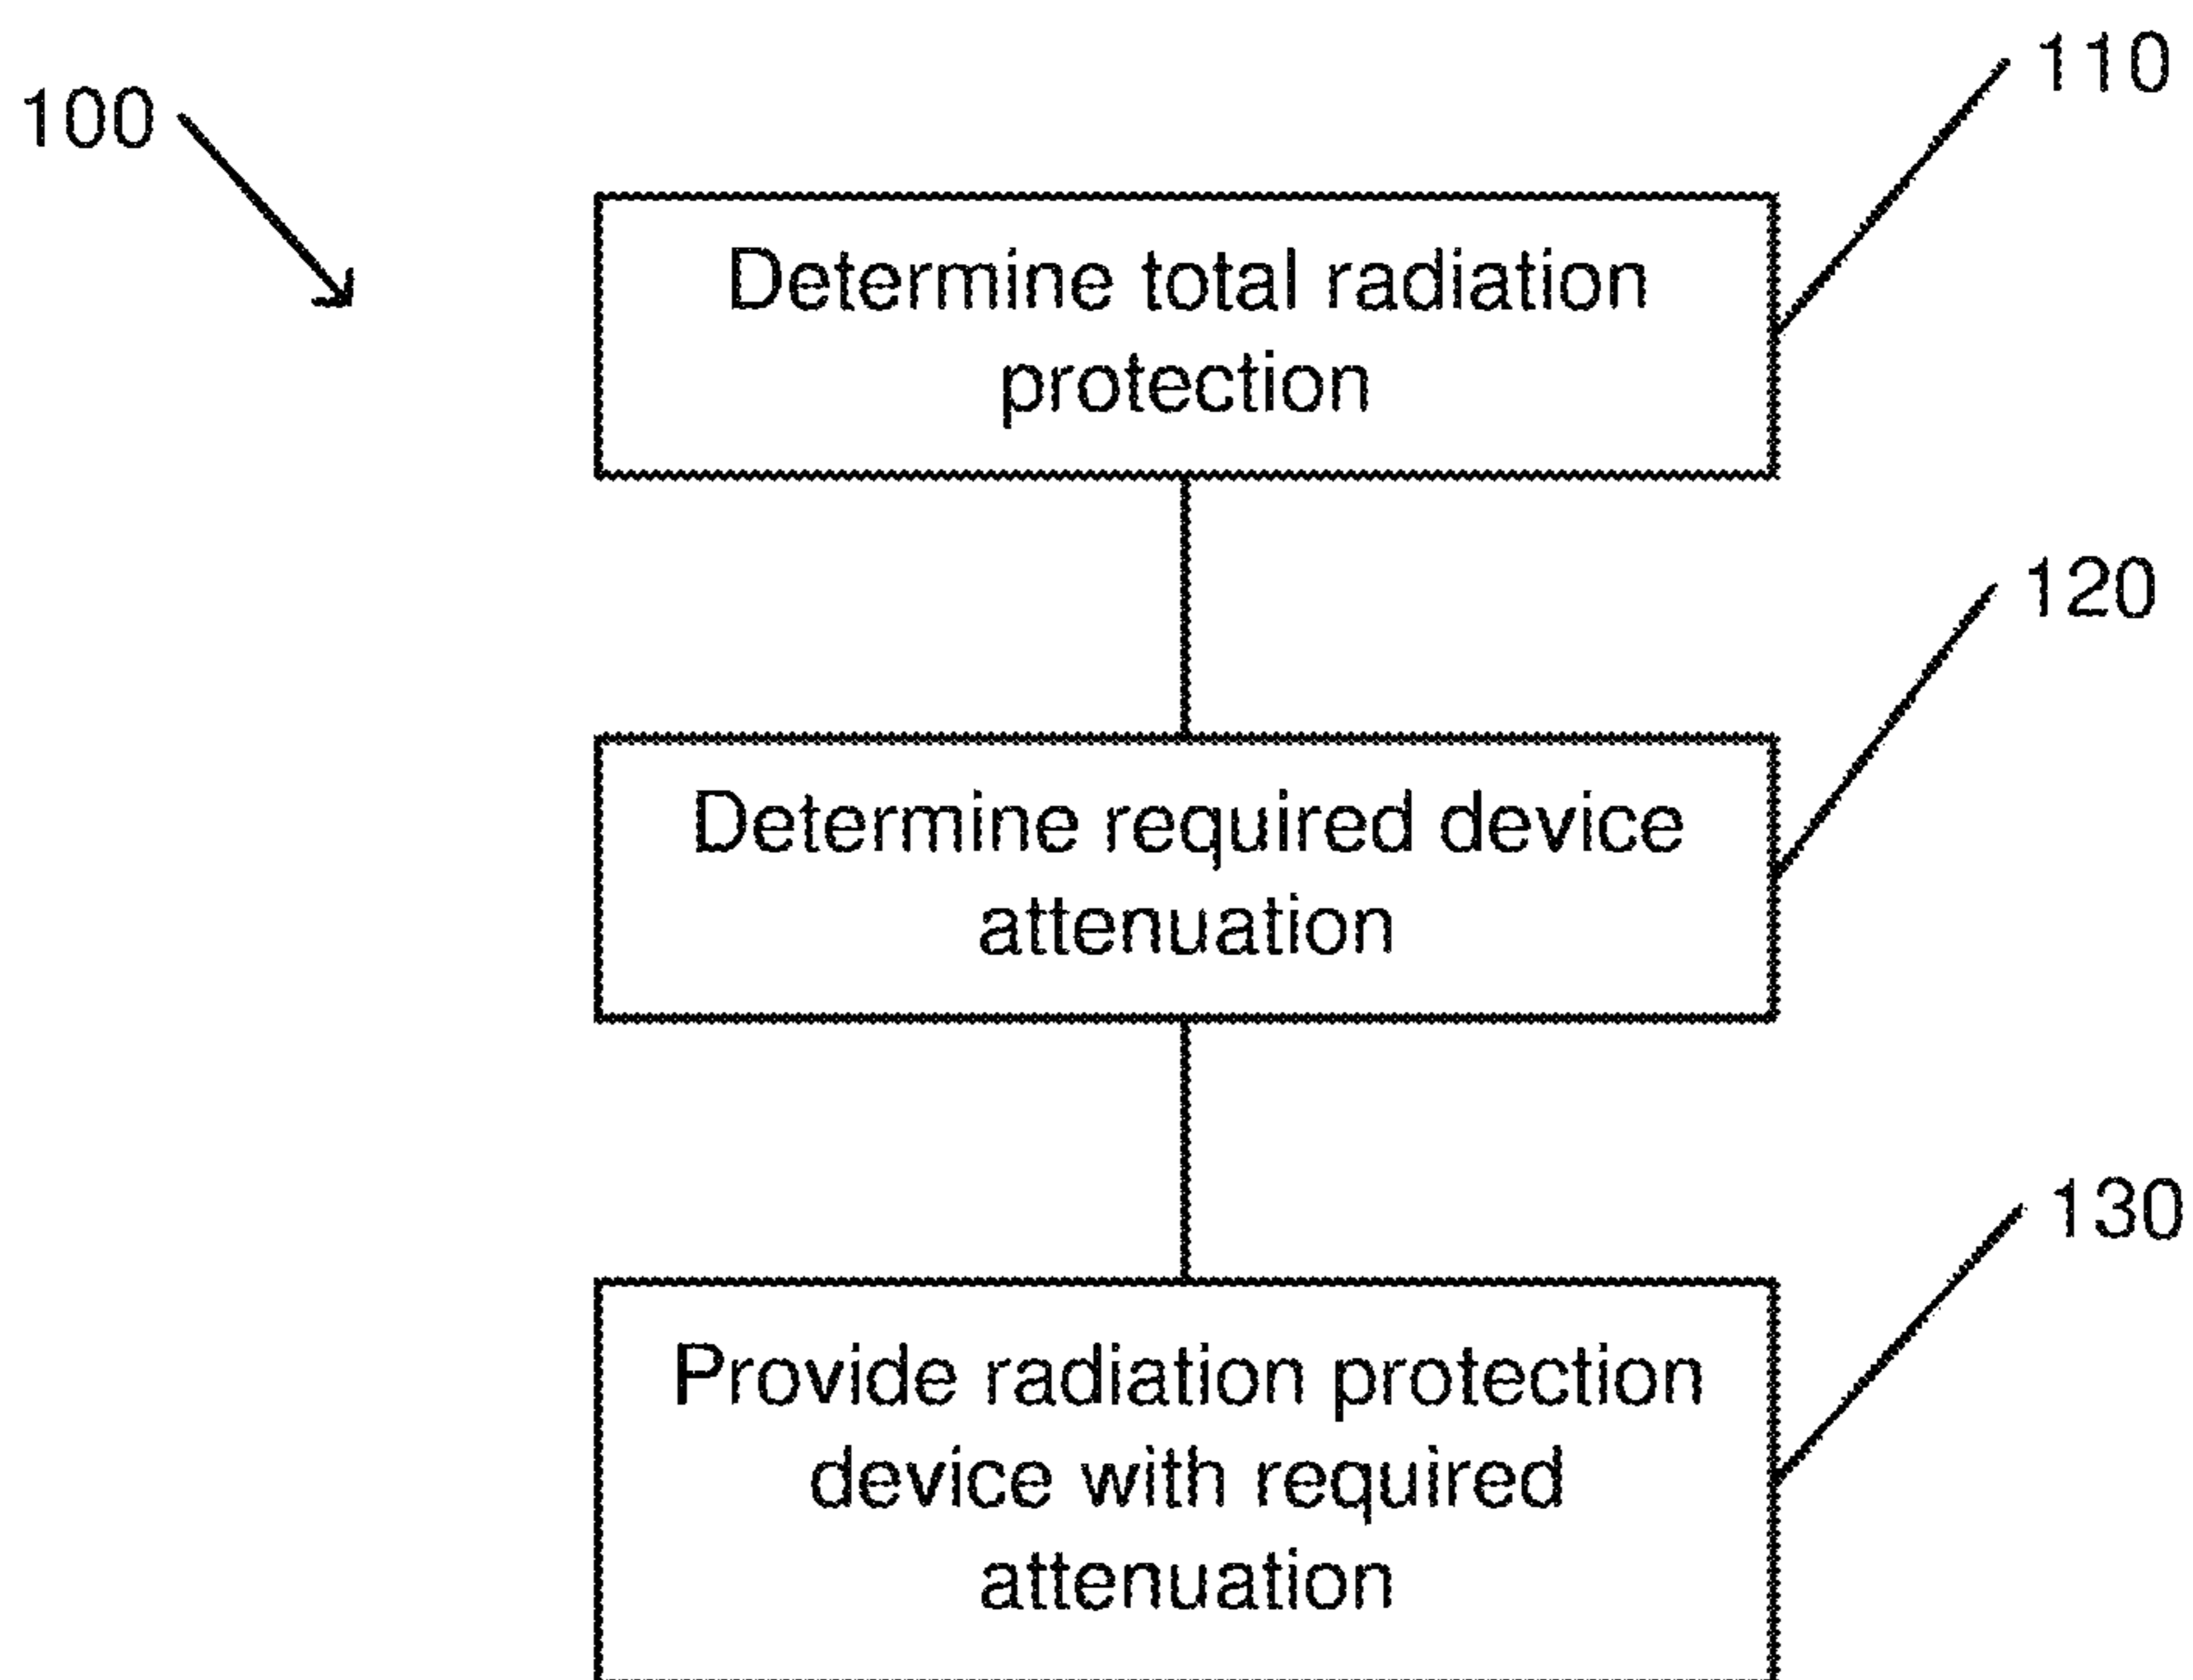 110
100
Determine total radiation
protection
120
Determine required device
attenuation
130
Provide radiation protection
device with required
attenuation